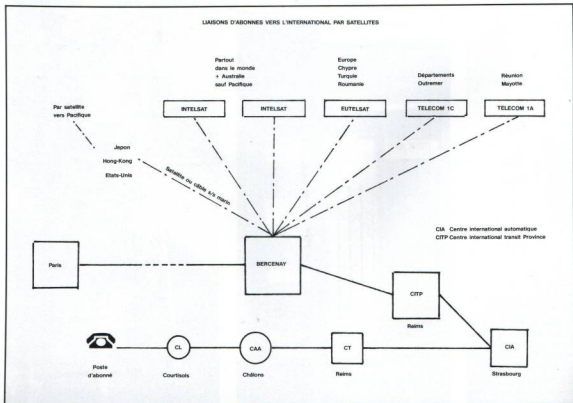 LIAISONS D'ABONNES VERS L'INTERNATIONAL PAR SATELLITES
Partout
dans le monde
+ Australie
sauf Pacifique
Europe
Chypre
Turquie
Roumanie
Départements
Outremer
Réunion
Mayotte
Par satellite
vers Pacifique
INTELSAT
INTELSAT
EUTELSAT
TELECOM 1C
TELECOM 1A
Japon
Hong-Kong
Etats-Unis
Satellite ou câble s/s marin
CIA Centre international automatique
CITP Centre international transit Province
Paris
BERCENAY
CITP
Reims
CL
CAA
CT
CIA
Poste
d'abonné
Courtisols
Châlons
Reims
Strasbourg